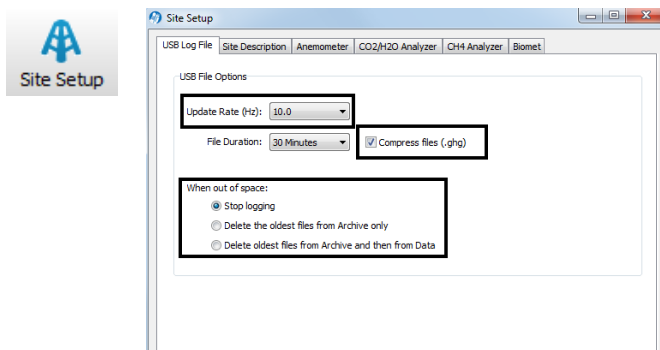 Site Setup
Site Setup
USB Log File Site Description Anemometer CO2/H2O Analyzer CH4 Analyzer Biomet
USB File Options
Update Rate (Hz): 10.0
File Duration: 30 Minutes Compress files (.ghg)
When out of space:
Stop logging
Delete the oldest files from Archive only
Delete oldest files from Archive and then from Data